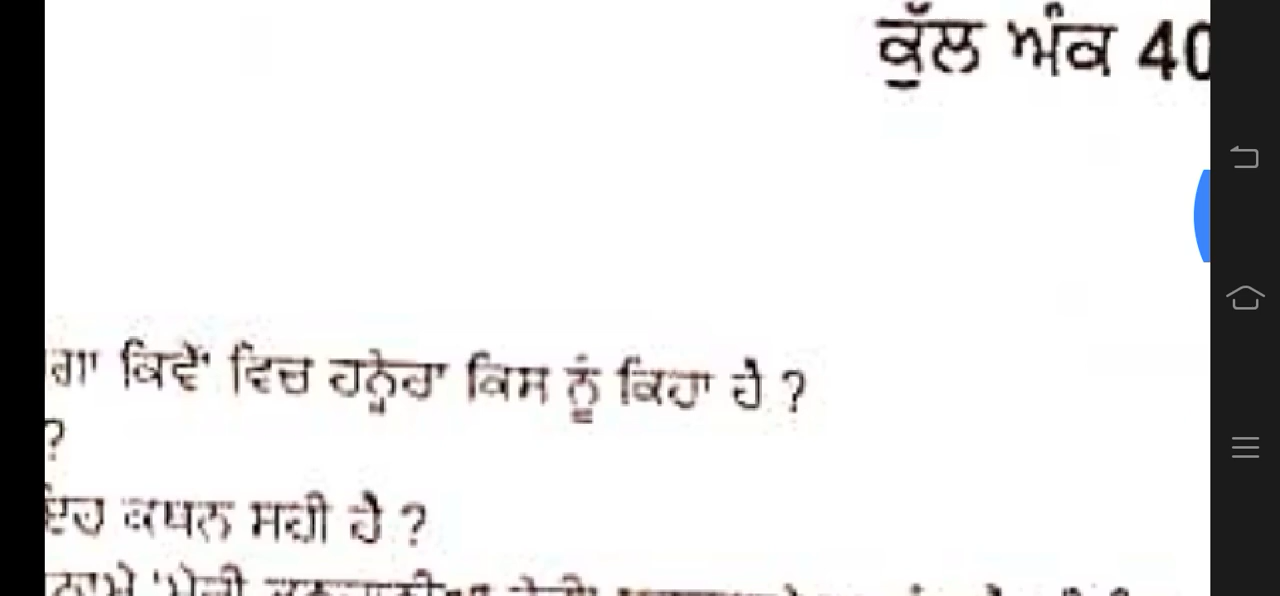 ਕੁੱਲ ਅੰਕ 40
ਗਾ ਕਿਵੇਂ ਵਿਚ ਹਨ੍ਹੇਰਾ ਕਿਸ ਨੂੰ ਕਿਹਾ ਹੈ ?
?
ਇਹ ਕਥਨ ਸਹੀ ਹੈ ?